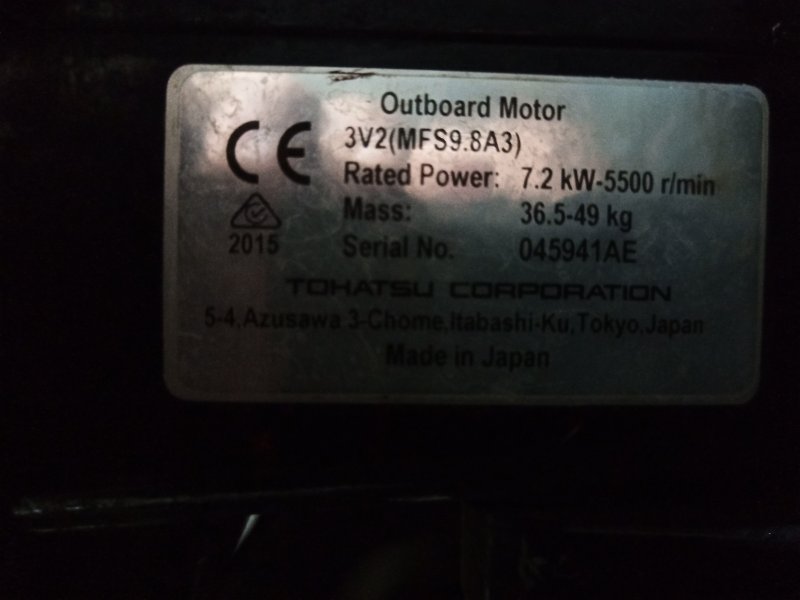 Outboard Motor
CE
3V2(MFS9.8A3)
Rated Power: 7.2 kW-5500 r/min
Mass: 36.5-49 kg
2015
Serial No. 045941AE
TOHATSU CORPORATION
5-4,Azusawa 3-Chome,Itabashi-Ku,Tokyo,Japan
Made in Japan